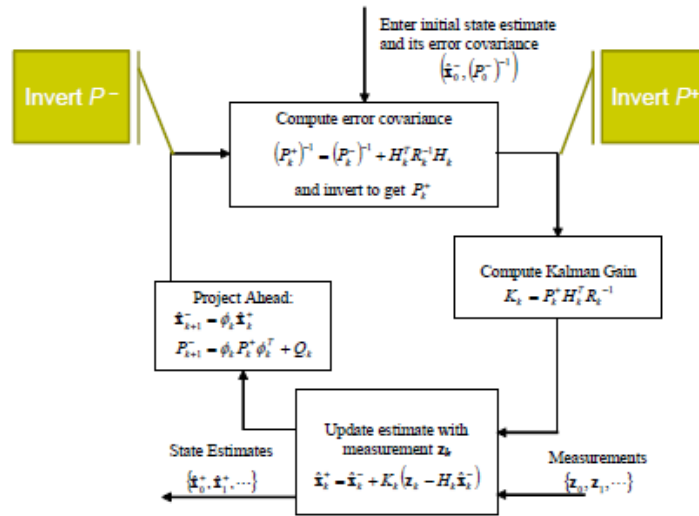 Enter initial state estimate
and its error covariance
(x̂₀⁻, (P₀⁻)⁻¹)
Invert P⁻
Invert P⁺
Compute error covariance
(Pₖ⁺)⁻¹ = (Pₖ⁻)⁻¹ + HₖᵀRₖ⁻¹Hₖ
and invert to get Pₖ⁺
Compute Kalman Gain
Kₖ = Pₖ⁺HₖᵀRₖ⁻¹
Project Ahead:
x̂ₖ₊₁⁻ = ϕₖx̂ₖ⁺
Pₖ₊₁⁻ = ϕₖPₖ⁺ϕₖᵀ + Qₖ
Update estimate with
measurement zₖ
x̂ₖ⁺ = x̂ₖ⁻ + Kₖ(zₖ − Hₖx̂ₖ⁻)
State Estimates
{x̂₀⁺, x̂₁⁺, ⋯}
Measurements
{z₀, z₁, ⋯}